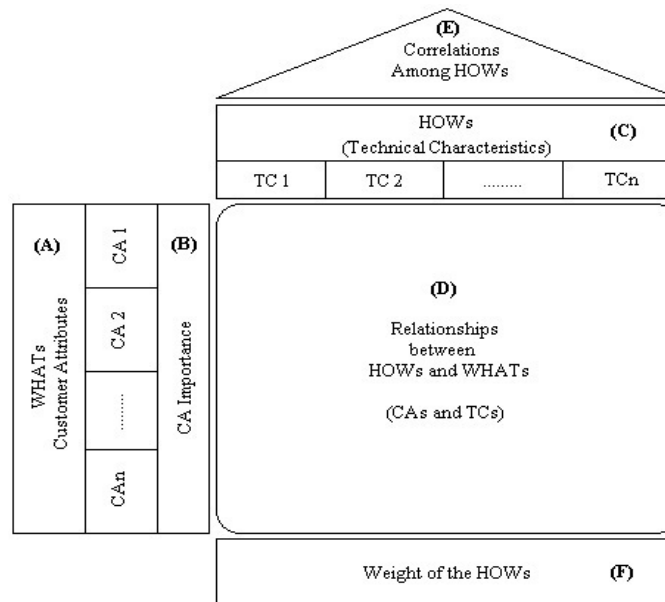 (E)
Correlations
Among HOWs
HOWs (C)
(Technical Characteristics)
TC 1 TC 2 ......... TCn
(A)
WHATs
Customer Attributes
CA 1
CA 2
.........
CAn
(B)
CA Importance
(D)
Relationships
between
HOWs and WHATs
(CAs and TCs)
Weight of the HOWs (F)